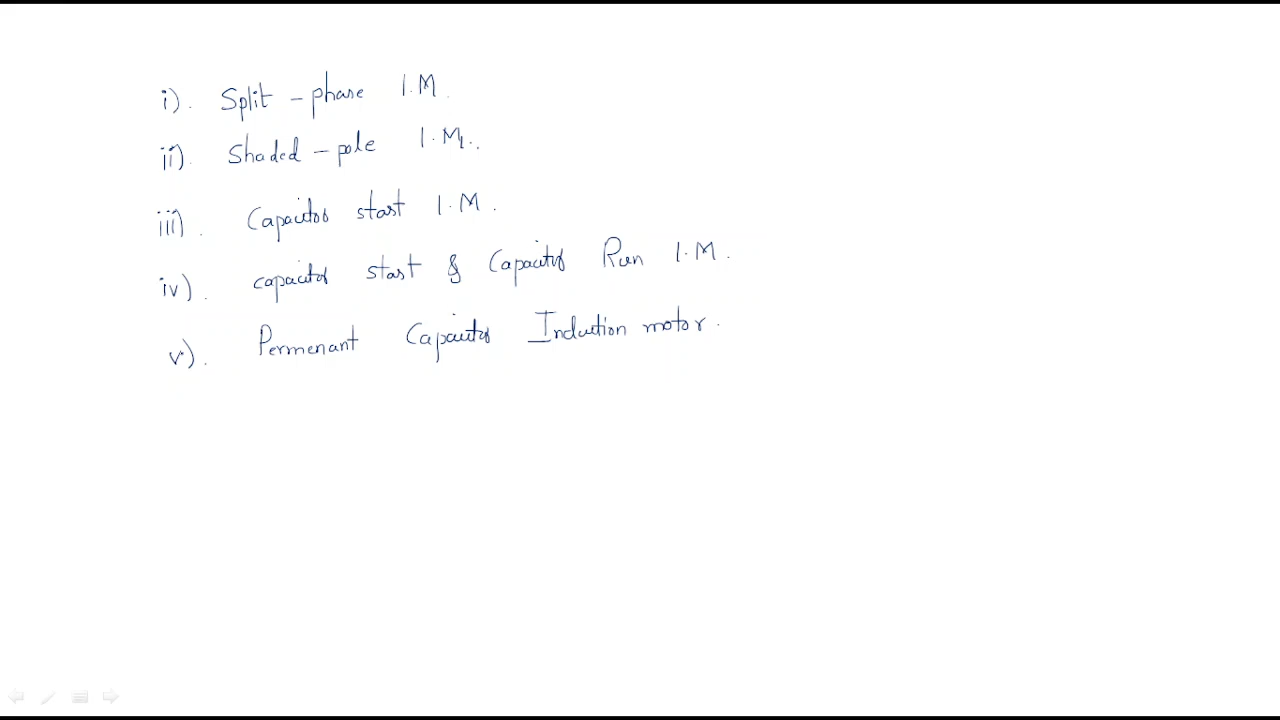 i). Split - phase I.M.
ii). Shaded - pole I.M.
iii). Capacitor start I.M.
iv). capacitor start & Capacitor Run I.M.
v). Permenant Capacitor Induction motor.